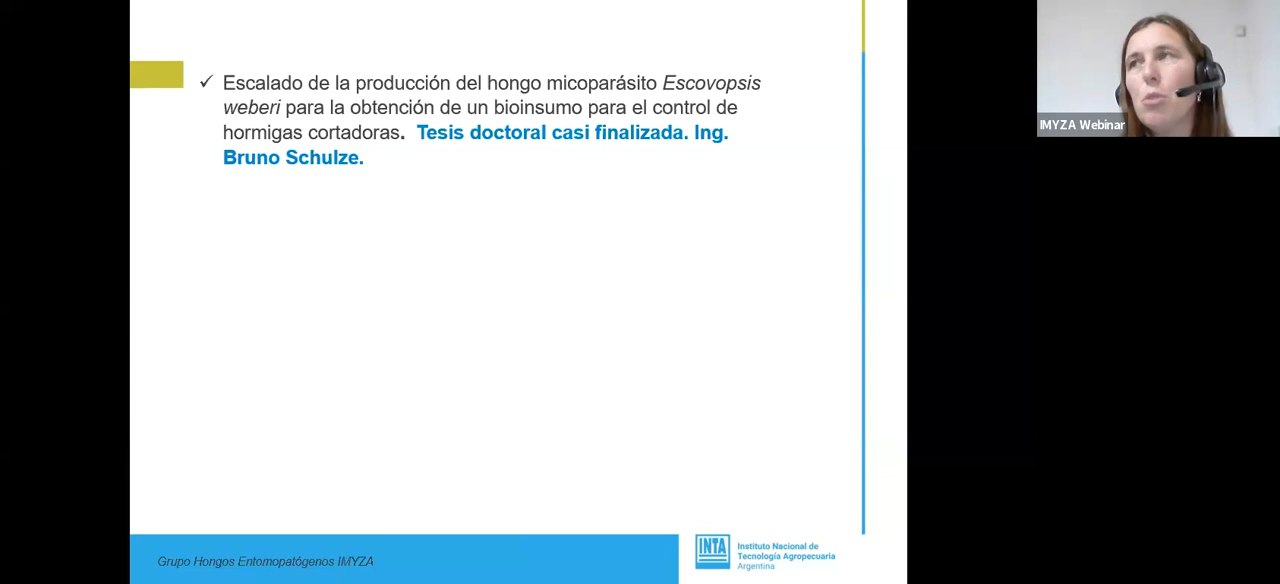 ✓ Escalado de la producción del hongo micoparásito Escovopsis
weberi para la obtención de un bioinsumo para el control de
hormigas cortadoras. Tesis doctoral casi finalizada. Ing.
Bruno Schulze.
IMYZA Webinar
Grupo Hongos Entomopatógenos IMYZA
INTA
Instituto Nacional de
Tecnología Agropecuaria
Argentina